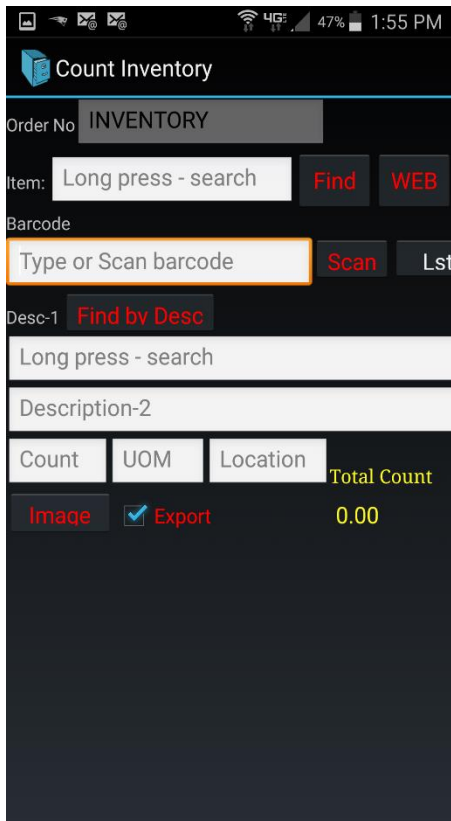 4G 47% 1:55 PM
Count Inventory
Order No INVENTORY
Item: Long press - search Find WEB
Barcode
Type or Scan barcode Scan Lst
Desc-1 Find by Desc
Long press - search
Description-2
Count UOM Location Total Count
Image Export 0.00